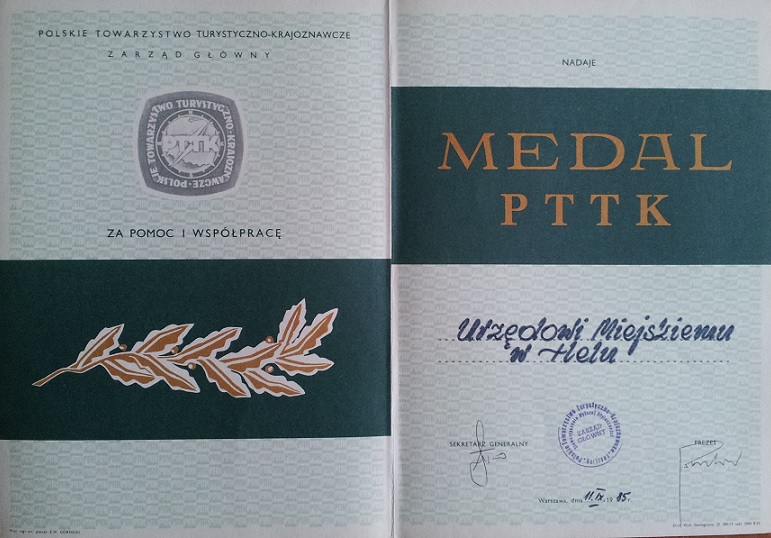 POLSKIE TOWARZYSTWO TURYSTYCZNO-KRAJOZNAWCZE
ZARZĄD GŁÓWNY
POLSKIE TOWARZYSTWO TURYSTYCZNO-KRAJOZNAWCZE
PTTK
ZA POMOC I WSPÓŁPRACĘ
NADAJE
MEDAL
PTTK
Urzędowi Miejskiemu
w Helu
ZARZĄD
GŁÓWNY
SEKRETARZ GENERALNY
PREZES
Warszawa, dnia 11.IX.1985r.